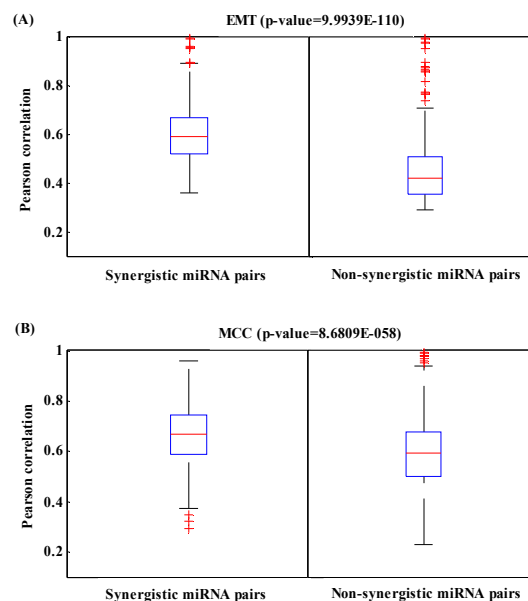 (A)
EMT (p-value=9.9939E-110)
1
0.8
0.6
0.4
0.2
Pearson correlation
Synergistic miRNA pairs
Non-synergistic miRNA pairs
(B)
MCC (p-value=8.6809E-058)
1
0.8
0.6
0.4
0.2
Pearson correlation
Synergistic miRNA pairs
Non-synergistic miRNA pairs